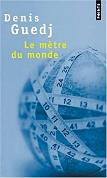 Denis
Guedj
Le mètre
du monde
POINTS